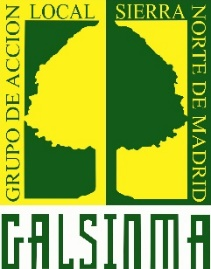 GRUPO DE ACCION
LOCAL
SIERRA
NORTE DE MADRID
GALSINMA